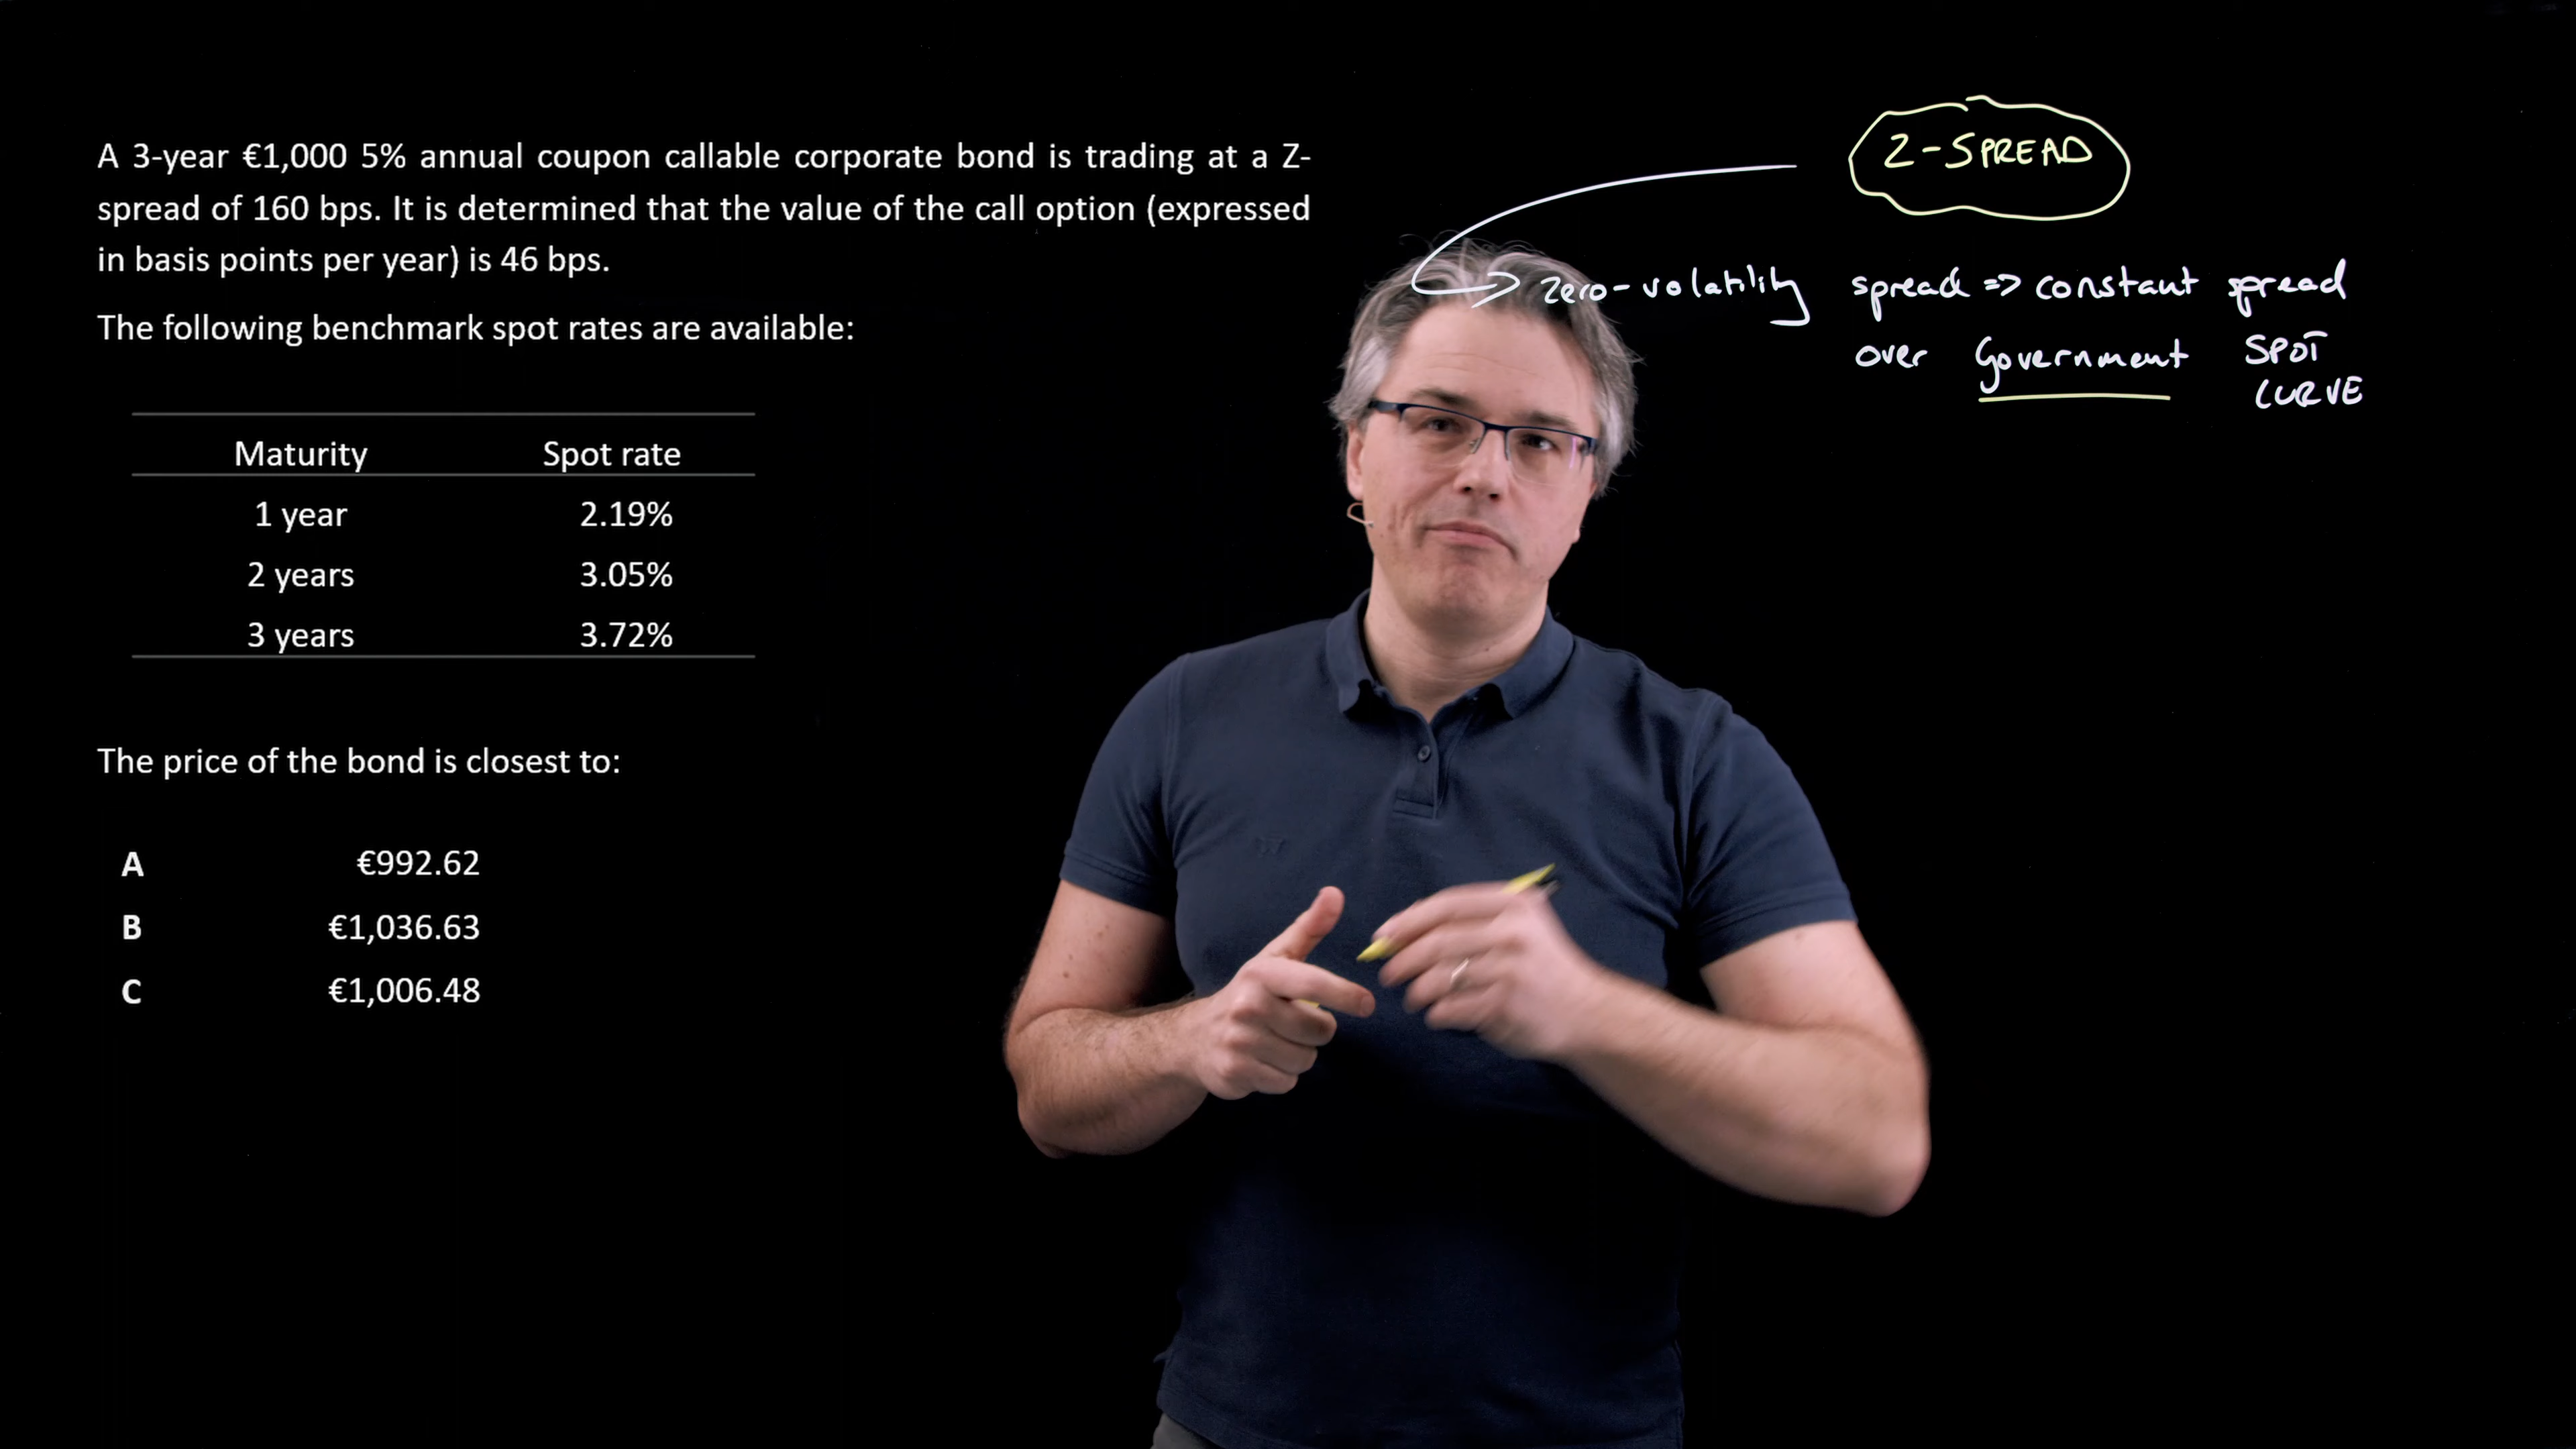 A 3-year €1,000 5% annual coupon callable corporate bond is trading at a Z-
spread of 160 bps. It is determined that the value of the call option (expressed
in basis points per year) is 46 bps.
The following benchmark spot rates are available:
Maturity Spot rate
1 year 2.19%
2 years 3.05%
3 years 3.72%
The price of the bond is closest to:
A €992.62
B €1,036.63
C €1,006.48
Z-SPREAD
zero-volatility spread => constant spread
over Government SPOT
CURVE